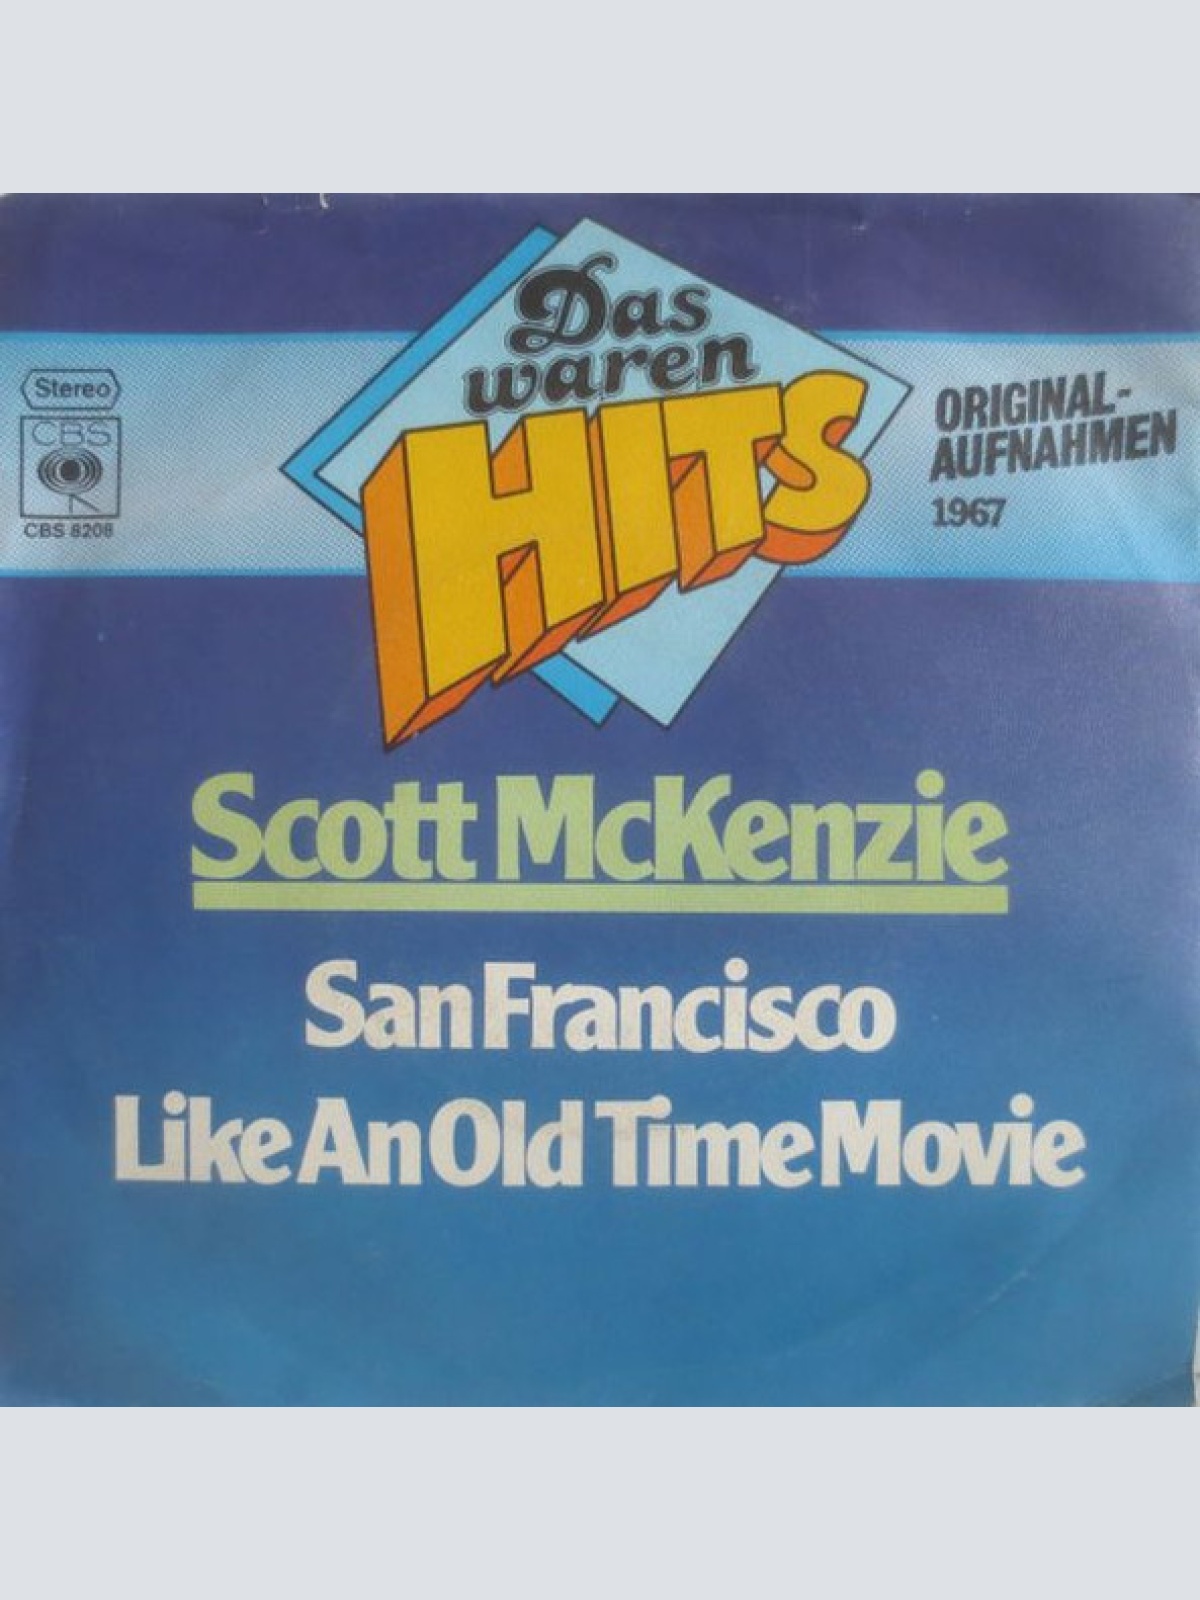 Das
waren
HITS
Stereo
CBS
CBS 8208
ORIGINAL-
AUFNAHMEN
1967
Scott McKenzie
San Francisco
Like An Old Time Movie